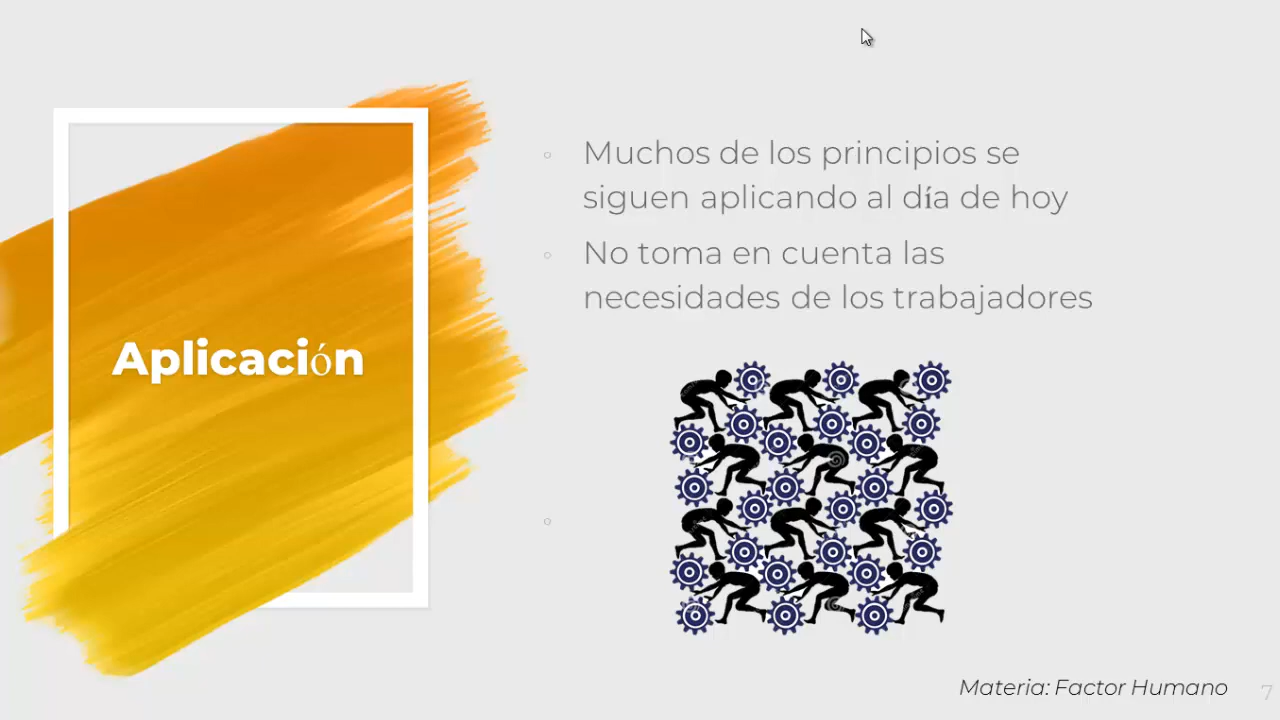 Aplicación
Muchos de los principios se
siguen aplicando al día de hoy
No toma en cuenta las
necesidades de los trabajadores
Materia: Factor Humano
7